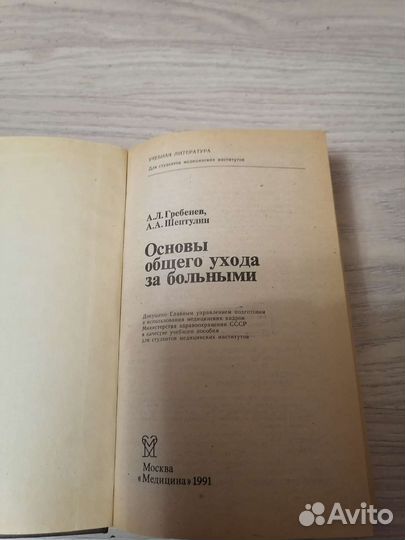 УЧЕБНАЯ ЛИТЕРАТУРА
Для студентов медицинских институтов
А.Л. Гребенев,
А.А. Шептулин
Основы
общего ухода
за больными
Допущено Главным управлением подготовки
и использования медицинских кадров
Министерства здравоохранения СССР
в качестве учебного пособия
для студентов медицинских институтов
Москва
«Медицина» 1991
Avito